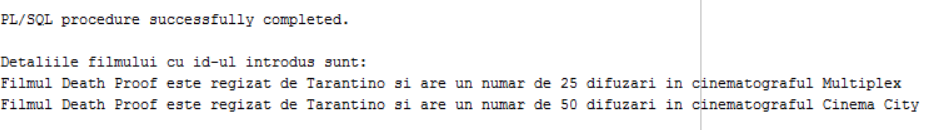 PL/SQL procedure successfully completed.
Detaliile filmului cu id-ul introdus sunt:
Filmul Death Proof este regizat de Tarantino si are un numar de 25 difuzari in cinematograful Multiplex
Filmul Death Proof este regizat de Tarantino si are un numar de 50 difuzari in cinematograful Cinema City